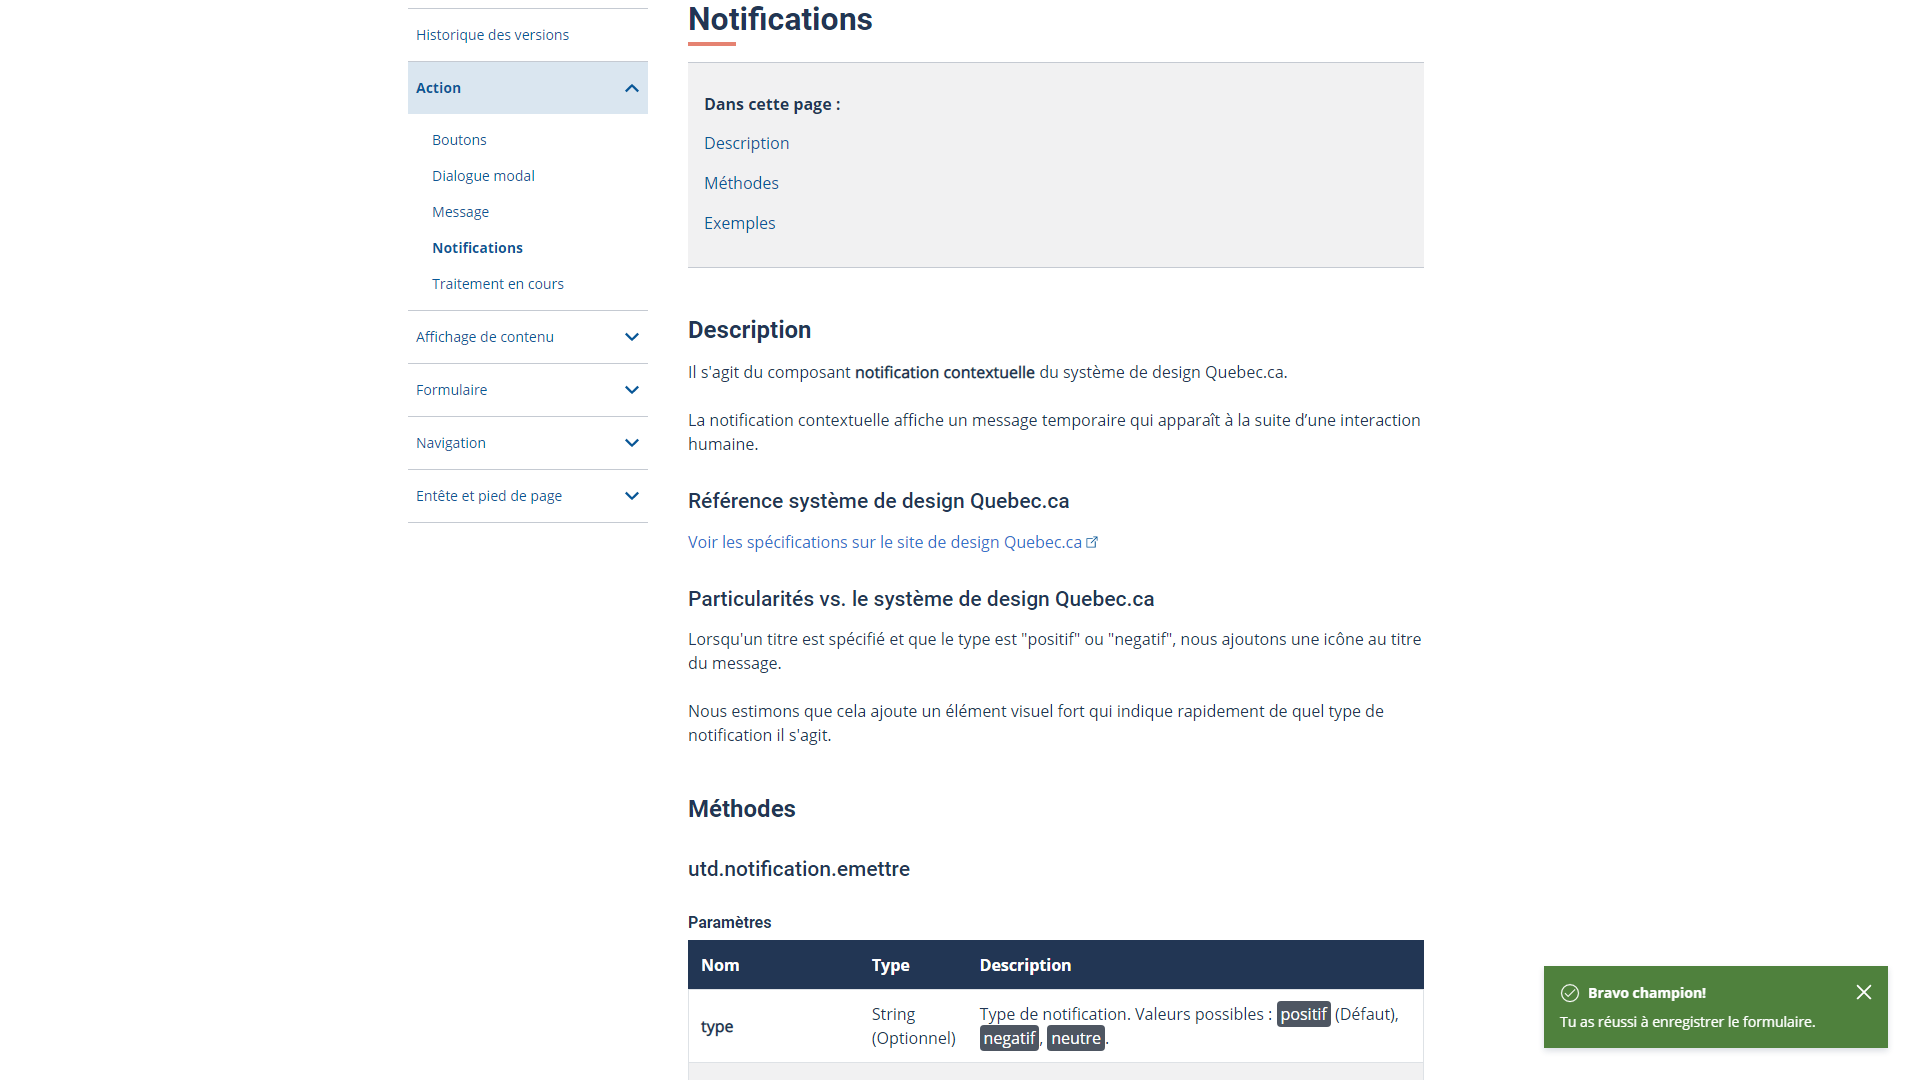 Historique des versions
Action
Boutons
Dialogue modal
Message
Notifications
Traitement en cours
Affichage de contenu
Formulaire
Navigation
Entête et pied de page
Notifications
Dans cette page :
Description
Méthodes
Exemples
Description
Il s'agit du composant notification contextuelle du système de design Quebec.ca.
La notification contextuelle affiche un message temporaire qui apparaît à la suite d’une interaction
humaine.
Référence système de design Quebec.ca
Voir les spécifications sur le site de design Quebec.ca
Particularités vs. le système de design Quebec.ca
Lorsqu'un titre est spécifié et que le type est "positif" ou "negatif", nous ajoutons une icône au titre
du message.
Nous estimons que cela ajoute un élément visuel fort qui indique rapidement de quel type de
notification il s'agit.
Méthodes
utd.notification.emettre
Paramètres
Nom Type Description
type String (Optionnel) Type de notification. Valeurs possibles : positif (Défaut),
negatif, neutre.
Bravo champion!
Tu as réussi à enregistrer le formulaire.